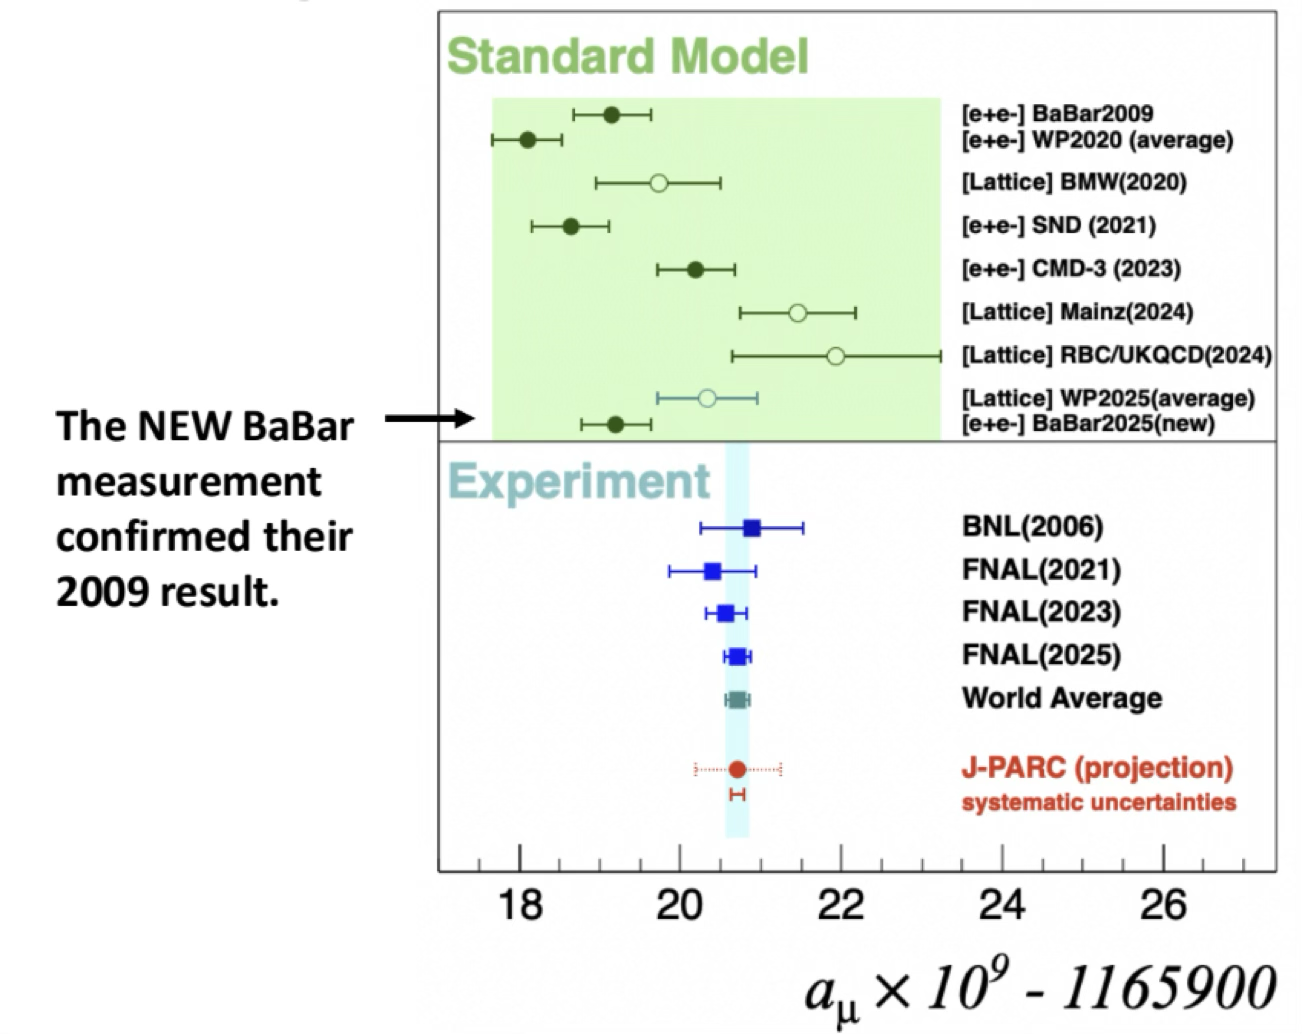 Standard Model
[e+e-] BaBar2009
[e+e-] WP2020 (average)
[Lattice] BMW(2020)
[e+e-] SND (2021)
[e+e-] CMD-3 (2023)
[Lattice] Mainz(2024)
[Lattice] RBC/UKQCD(2024)
[Lattice] WP2025(average)
[e+e-] BaBar2025(new)
The NEW BaBar
measurement
confirmed their
2009 result.
Experiment
BNL(2006)
FNAL(2021)
FNAL(2023)
FNAL(2025)
World Average
J-PARC (projection)
systematic uncertainties
18 20 22 24 26
aμ × 10⁹ - 1165900